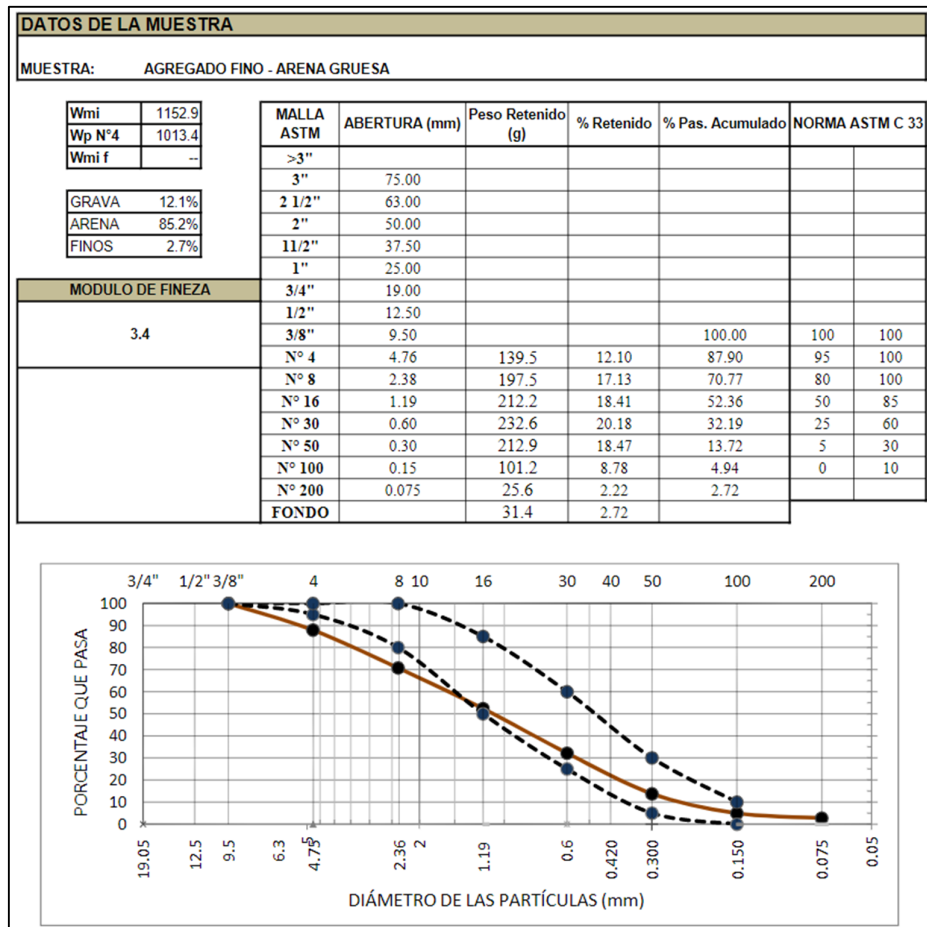 DATOS DE LA MUESTRA
MUESTRA: AGREGADO FINO - ARENA GRUESA
Wmi 1152.9
Wp N°4 1013.4
Wmi f --
GRAVA 12.1%
ARENA 85.2%
FINOS 2.7%
MODULO DE FINEZA
3.4
MALLA ASTM ABERTURA (mm) Peso Retenido (g) % Retenido % Pas. Acumulado NORMA ASTM C 33
>3"
3" 75.00
2 1/2" 63.00
2" 50.00
11/2" 37.50
1" 25.00
3/4" 19.00
1/2" 12.50
3/8" 9.50 100.00 100 100
N° 4 4.76 139.5 12.10 87.90 95 100
N° 8 2.38 197.5 17.13 70.77 80 100
N° 16 1.19 212.2 18.41 52.36 50 85
N° 30 0.60 232.6 20.18 32.19 25 60
N° 50 0.30 212.9 18.47 13.72 5 30
N° 100 0.15 101.2 8.78 4.94 0 10
N° 200 0.075 25.6 2.22 2.72
FONDO 31.4 2.72
3/4" 1/2" 3/8" 4 8 10 16 30 40 50 100 200
PORCENTAJE QUE PASA
100
90
80
70
60
50
40
30
20
10
0
19.05 12.5 9.5 6.3 5 4.75 2.36 2 1.19 0.6 0.420 0.300 0.150 0.075 0.05
DIÁMETRO DE LAS PARTÍCULAS (mm)